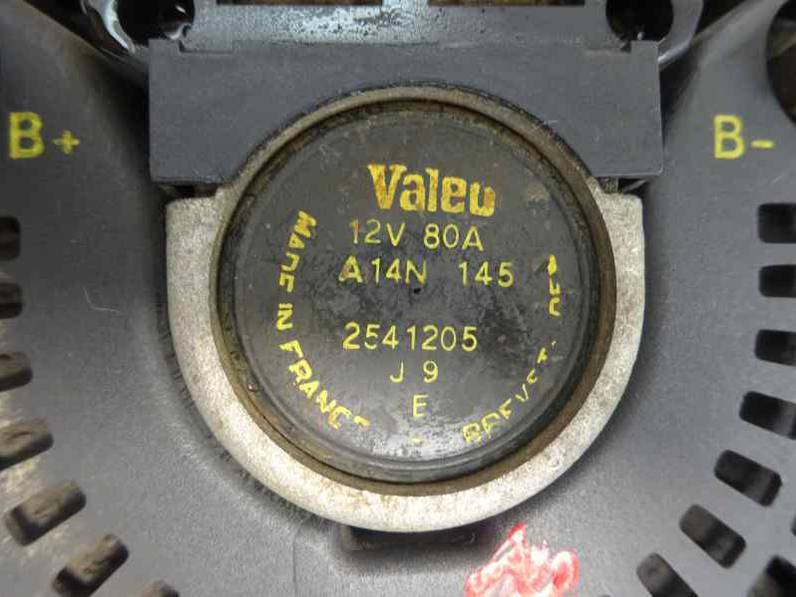 B+
B-
Valeo
12V 80A
A14N 145
2541205
J 9
E
MADE IN FRANCE